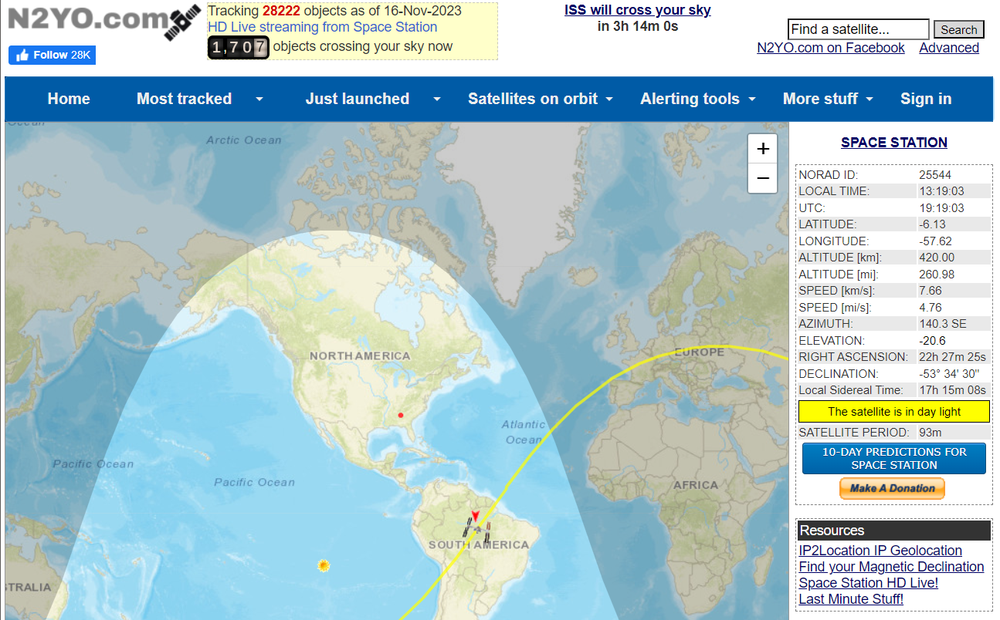 N2YO.com
Follow 28K
Tracking 28222 objects as of 16-Nov-2023
HD Live streaming from Space Station
1,707 objects crossing your sky now
ISS will cross your sky
in 3h 14m 0s
Find a satellite...
Search
N2YO.com on Facebook Advanced
Home Most tracked Just launched Satellites on orbit Alerting tools More stuff Sign in
Ocean
Arctic Ocean
+
−
NORTH AMERICA
EUROPE
Atlantic
Ocean
Pacific Ocean
Pacific Ocean
AFRICA
SOUTH AMERICA
STRALIA
SPACE STATION
NORAD ID: 25544
LOCAL TIME: 13:19:03
UTC: 19:19:03
LATITUDE: -6.13
LONGITUDE: -57.62
ALTITUDE [km]: 420.00
ALTITUDE [mi]: 260.98
SPEED [km/s]: 7.66
SPEED [mi/s]: 4.76
AZIMUTH: 140.3 SE
ELEVATION: -20.6
RIGHT ASCENSION: 22h 27m 25s
DECLINATION: -53° 34' 30''
Local Sidereal Time: 17h 15m 08s
The satellite is in day light
SATELLITE PERIOD: 93m
10-DAY PREDICTIONS FOR
SPACE STATION
Make A Donation
Resources
IP2Location IP Geolocation
Find your Magnetic Declination
Space Station HD Live!
Last Minute Stuff!